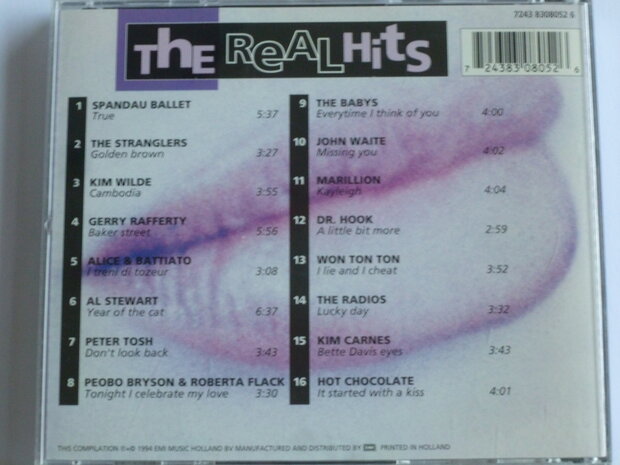 7243 8308052 6
THE REAL HITS
7 24383 08052 6
1 SPANDAU BALLET
True 5:37
2 THE STRANGLERS
Golden brown 3:27
3 KIM WILDE
Cambodia 3:55
4 GERRY RAFFERTY
Baker street 5:56
5 ALICE & BATTIATO
I treni di tozeur 3:08
6 AL STEWART
Year of the cat 6:37
7 PETER TOSH
Don't look back 3:43
8 PEOBO BRYSON & ROBERTA FLACK
Tonight I celebrate my love 3:30
9 THE BABYS
Everytime I think of you 4:00
10 JOHN WAITE
Missing you 4:02
11 MARILLION
Kayleigh 4:04
12 DR. HOOK
A little bit more 2:59
13 WON TON TON
I lie and I cheat 3:52
14 THE RADIOS
Lucky day 3:32
15 KIM CARNES
Bette Davis eyes 3:43
16 HOT CHOCOLATE
It started with a kiss 4:01
THIS COMPILATION ℗+© 1994 EMI MUSIC HOLLAND BV MANUFACTURED AND DISTRIBUTED BY EMI PRINTED IN HOLLAND